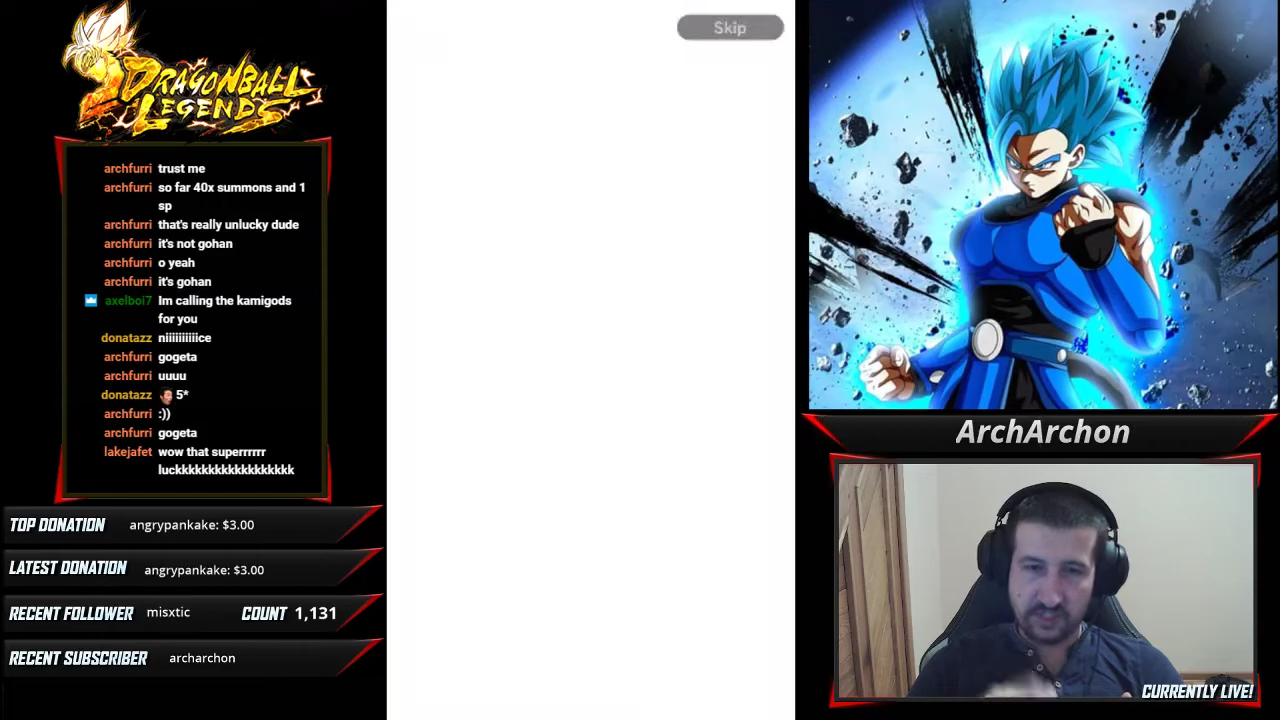 DRAGONBALL
LEGENDS
archfurri trust me
archfurri so far 40x summons and 1
sp
archfurri that's really unlucky dude
archfurri it's not gohan
archfurri o yeah
archfurri it's gohan
axelboi7 Im calling the kamigods
for you
donatazz niiiiiiiiiice
archfurri gogeta
archfurri uuuu
donatazz 5*
archfurri :))
archfurri gogeta
lakejafet wow that superrrrrr
luckkkkkkkkkkkkkkkkkk
TOP DONATION angrypankake: $3.00
LATEST DONATION angrypankake: $3.00
RECENT FOLLOWER misxtic COUNT 1,131
RECENT SUBSCRIBER archarchon
Skip
ArchArchon
CURRENTLY LIVE!